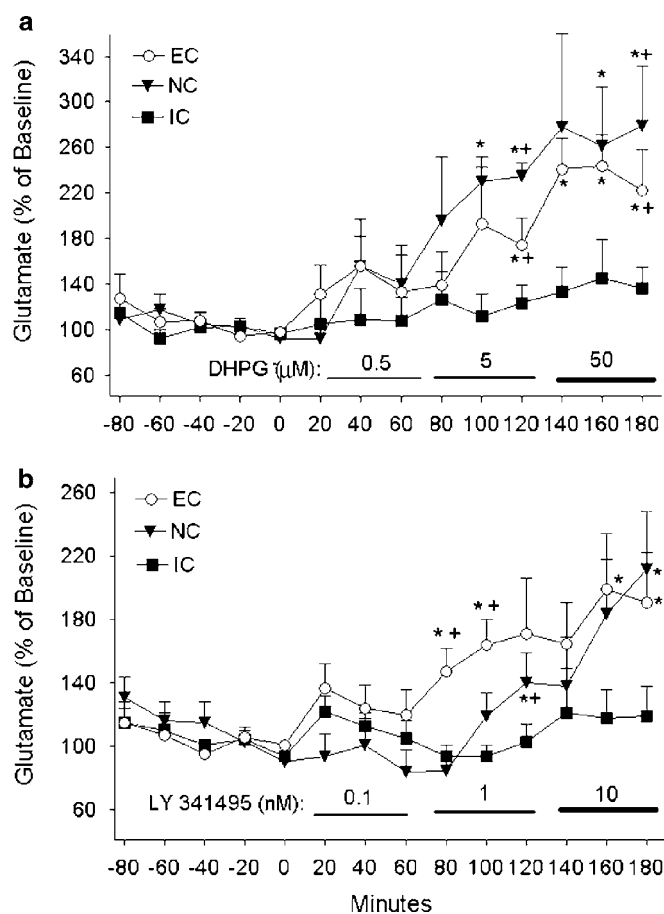 a
Glutamate (% of Baseline)
340
300
260
220
180
140
100
60
EC
NC
IC
*
*+
*
*+
*
*
*+
*+
DHPG (µM):
0.5
5
50
-80 -60 -40 -20 0 20 40 60 80 100 120 140 160 180
b
Glutamate (% of Baseline)
260
220
180
140
100
60
EC
NC
IC
*+
*+
*+
*
*
*
LY 341495 (nM):
0.1
1
10
-80 -60 -40 -20 0 20 40 60 80 100 120 140 160 180
Minutes